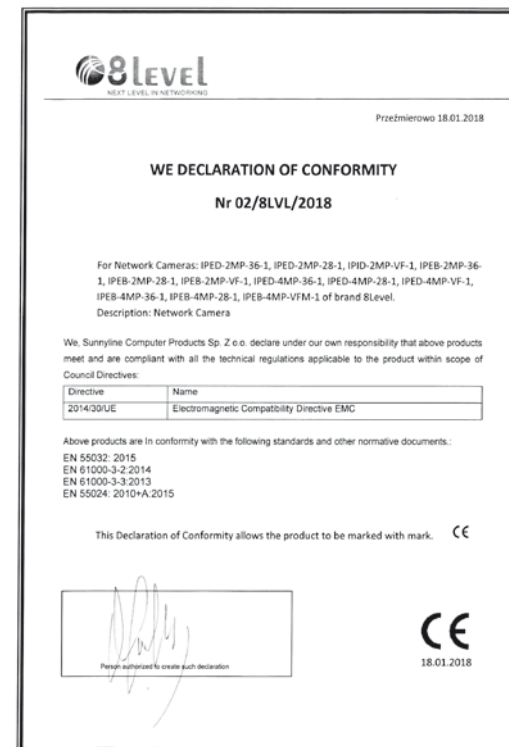 8level
NEXT LEVEL IN NETWORKING
Przeźmierowo 18.01.2018
WE DECLARATION OF CONFORMITY
Nr 02/8LVL/2018
For Network Cameras: IPED-2MP-36-1, IPED-2MP-28-1, IPID-2MP-VF-1, IPEB-2MP-36-
1, IPEB-2MP-28-1, IPEB-2MP-VF-1, IPED-4MP-36-1, IPED-4MP-28-1, IPED-4MP-VF-1,
IPEB-4MP-36-1, IPEB-4MP-28-1, IPEB-4MP-VFM-1 of brand 8Level.
Description: Network Camera
We, Sunnyline Computer Products Sp. Z o.o. declare under our own responsibility that above products
meet and are compliant with all the technical regulations applicable to the product within scope of
Council Directives:
Directive Name
2014/30/UE Electromagnetic Compatibility Directive EMC
Above products are In conformity with the following standards and other normative documents.:
EN 55032: 2015
EN 61000-3-2:2014
EN 61000-3-3:2013
EN 55024: 2010+A:2015
This Declaration of Conformity allows the product to be marked with mark. CE
Person authorized to create such declaration
CE
18.01.2018